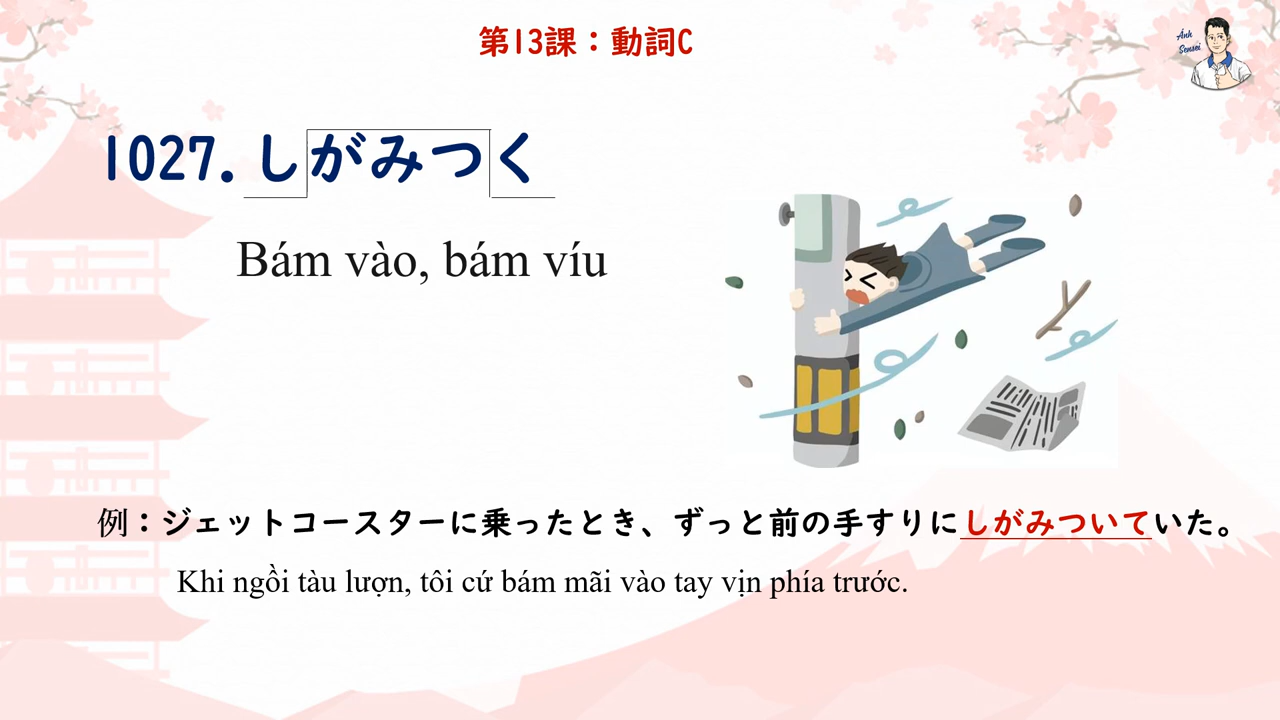 第13課：動詞C
Ánh
Sensei
1027.しがみつく
Bám vào, bám víu
例：ジェットコースターに乗ったとき、ずっと前の手すりにしがみついていた。
Khi ngồi tàu lượn, tôi cứ bám mãi vào tay vịn phía trước.